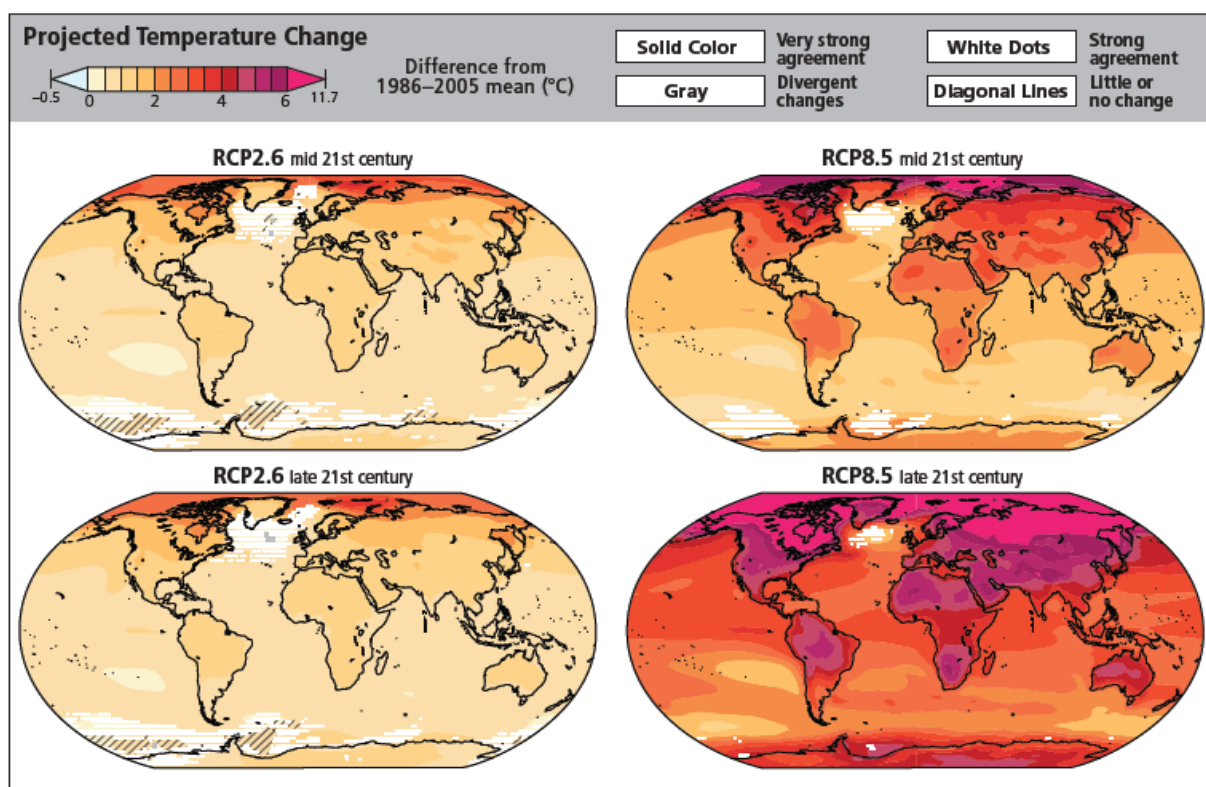 Projected Temperature Change
−0.5 0 2 4 6 11.7
Difference from
1986–2005 mean (°C)
Solid Color
Very strong
agreement
White Dots
Strong
agreement
Gray
Divergent
changes
Diagonal Lines
Little or
no change
RCP2.6 mid 21st century
RCP8.5 mid 21st century
RCP2.6 late 21st century
RCP8.5 late 21st century